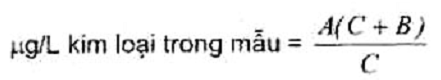 µg/L kim loại trong mẫu = A(C + B) / C